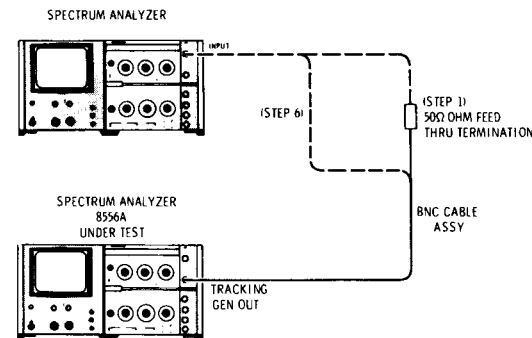 SPECTRUM ANALYZER
INPUT
(STEP 6)
(STEP 1)
50Ω OHM FEED
THRU TERMINATION
SPECTRUM ANALYZER
8556A
UNDER TEST
BNC CABLE
ASSY
TRACKING
GEN OUT